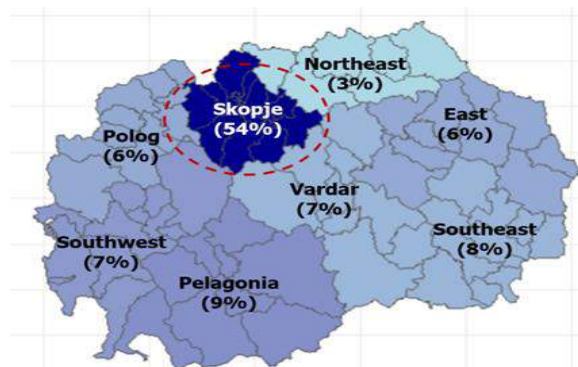 Northeast
(3%)
Skopje
(54%)
East
(6%)
Polog
(6%)
Vardar
(7%)
Southwest
(7%)
Southeast
(8%)
Pelagonia
(9%)